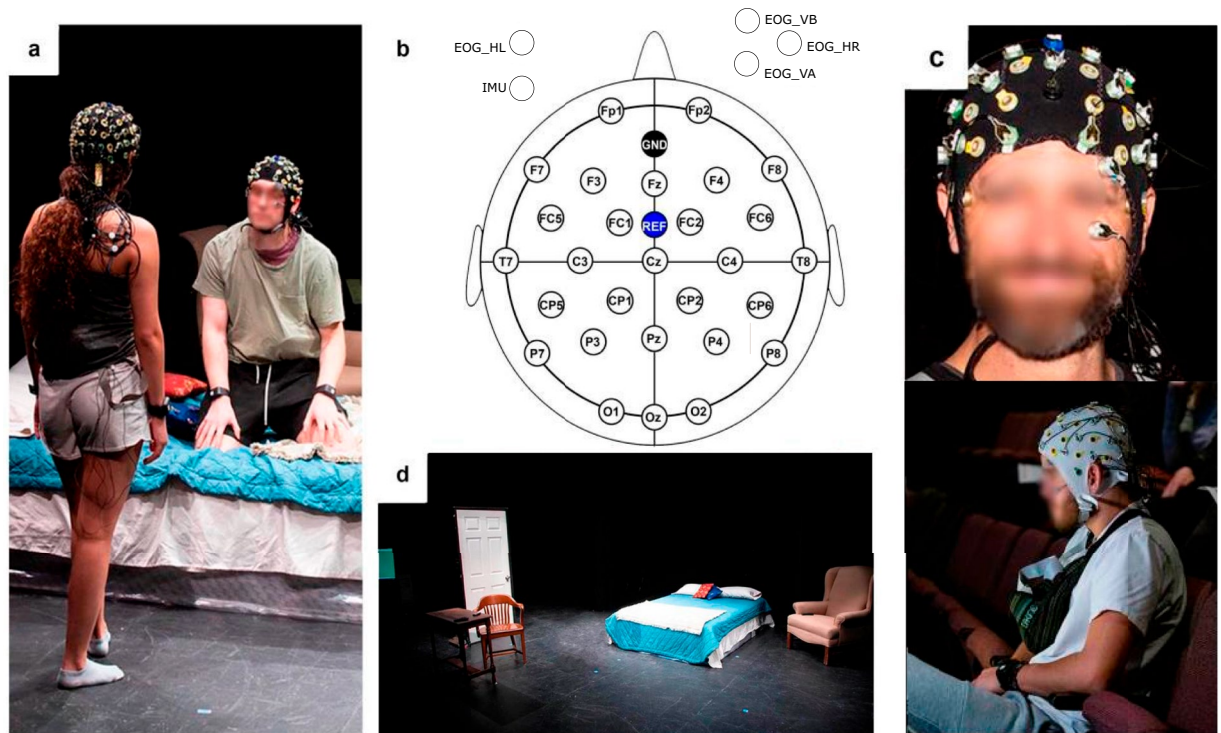 a
b
EOG_HL
IMU
EOG_VB
EOG_HR
EOG_VA
c
Fp1
Fp2
GND
F7
F3
Fz
F4
F8
FC5
FC1
REF
FC2
FC6
T7
C3
Cz
C4
T8
CP5
CP1
CP2
CP6
P7
P3
Pz
P4
P8
O1
Oz
O2
d